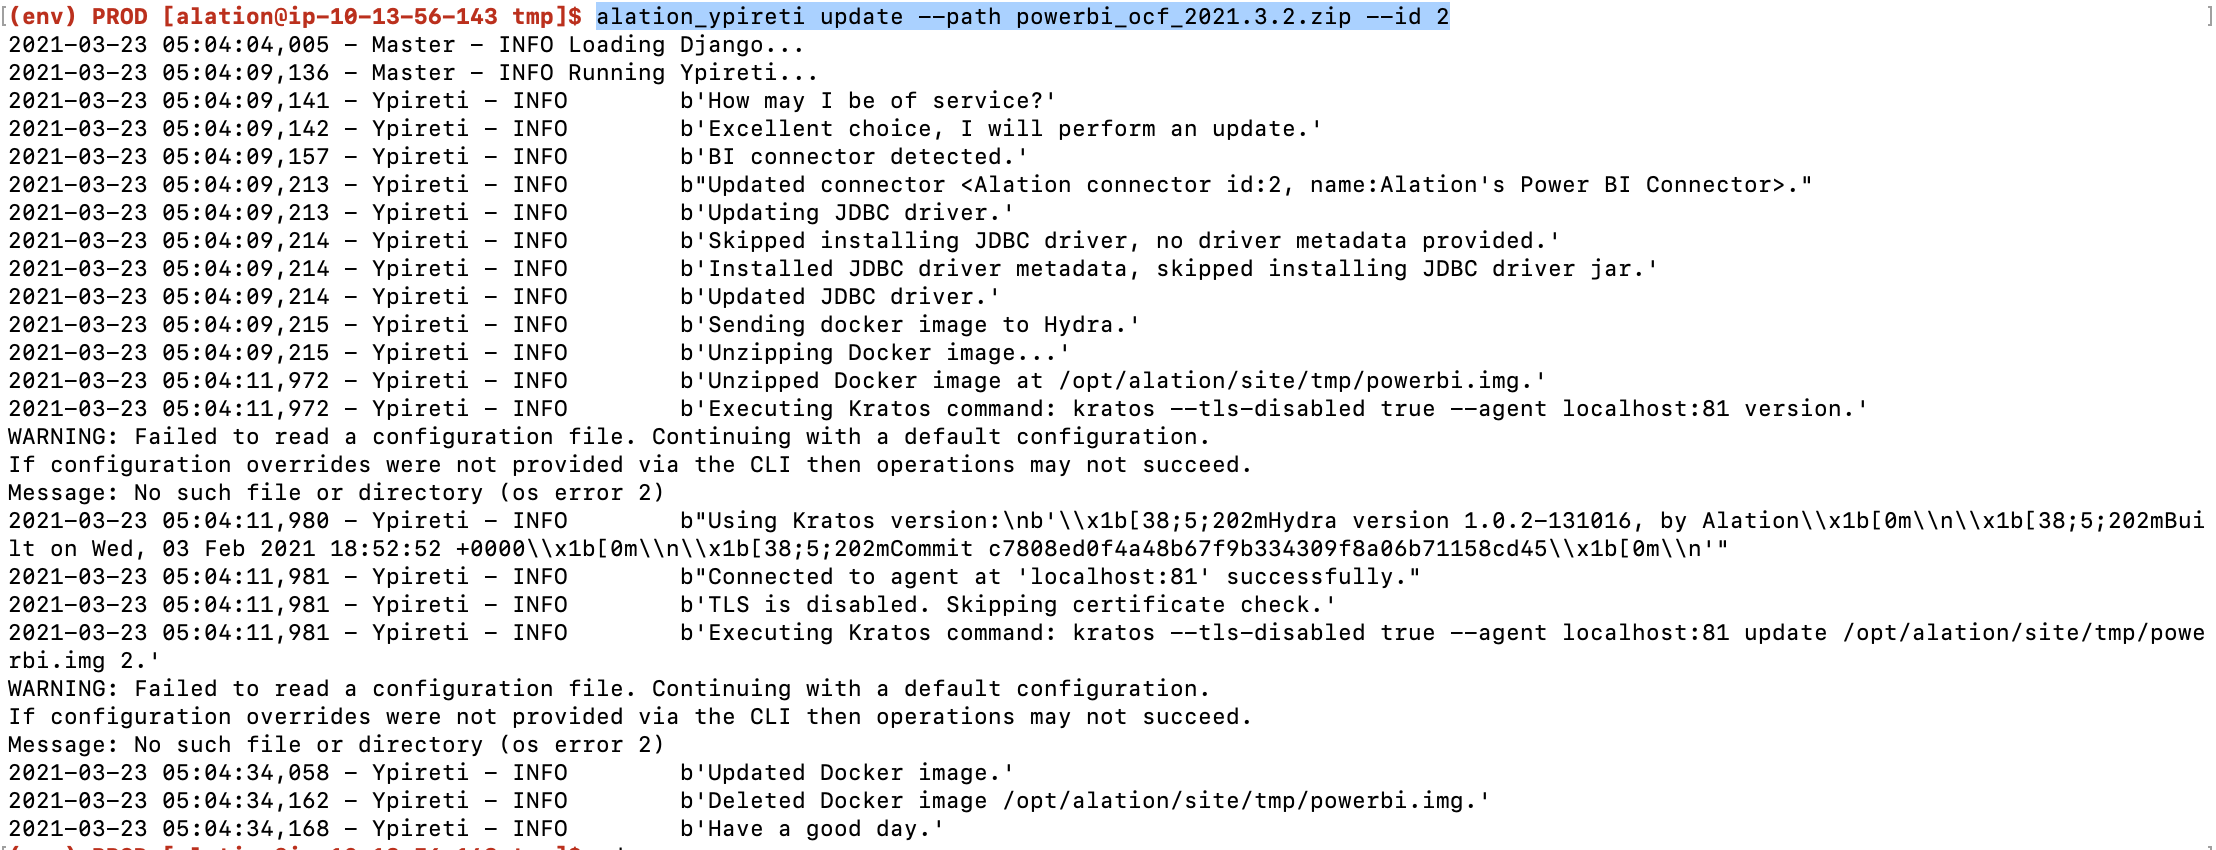 [(env) PROD [alation@ip-10-13-56-143 tmp]$ alation_ypireti update --path powerbi_ocf_2021.3.2.zip --id 2 ]
2021-03-23 05:04:04,005 - Master - INFO Loading Django...
2021-03-23 05:04:09,136 - Master - INFO Running Ypireti...
2021-03-23 05:04:09,141 - Ypireti - INFO        b'How may I be of service?'
2021-03-23 05:04:09,142 - Ypireti - INFO        b'Excellent choice, I will perform an update.'
2021-03-23 05:04:09,157 - Ypireti - INFO        b'BI connector detected.'
2021-03-23 05:04:09,213 - Ypireti - INFO        b"Updated connector <Alation connector id:2, name:Alation's Power BI Connector>."
2021-03-23 05:04:09,213 - Ypireti - INFO        b'Updating JDBC driver.'
2021-03-23 05:04:09,214 - Ypireti - INFO        b'Skipped installing JDBC driver, no driver metadata provided.'
2021-03-23 05:04:09,214 - Ypireti - INFO        b'Installed JDBC driver metadata, skipped installing JDBC driver jar.'
2021-03-23 05:04:09,214 - Ypireti - INFO        b'Updated JDBC driver.'
2021-03-23 05:04:09,215 - Ypireti - INFO        b'Sending docker image to Hydra.'
2021-03-23 05:04:09,215 - Ypireti - INFO        b'Unzipping Docker image...'
2021-03-23 05:04:11,972 - Ypireti - INFO        b'Unzipped Docker image at /opt/alation/site/tmp/powerbi.img.'
2021-03-23 05:04:11,972 - Ypireti - INFO        b'Executing Kratos command: kratos --tls-disabled true --agent localhost:81 version.'
WARNING: Failed to read a configuration file. Continuing with a default configuration.
If configuration overrides were not provided via the CLI then operations may not succeed.
Message: No such file or directory (os error 2)
2021-03-23 05:04:11,980 - Ypireti - INFO        b"Using Kratos version:\nb'\\x1b[38;5;202mHydra version 1.0.2-131016, by Alation\\x1b[0m\\n\\x1b[38;5;202mBui
lt on Wed, 03 Feb 2021 18:52:52 +0000\\x1b[0m\\n\\x1b[38;5;202mCommit c7808ed0f4a48b67f9b334309f8a06b71158cd45\\x1b[0m\\n'"
2021-03-23 05:04:11,981 - Ypireti - INFO        b"Connected to agent at 'localhost:81' successfully."
2021-03-23 05:04:11,981 - Ypireti - INFO        b'TLS is disabled. Skipping certificate check.'
2021-03-23 05:04:11,981 - Ypireti - INFO        b'Executing Kratos command: kratos --tls-disabled true --agent localhost:81 update /opt/alation/site/tmp/powe
rbi.img 2.'
WARNING: Failed to read a configuration file. Continuing with a default configuration.
If configuration overrides were not provided via the CLI then operations may not succeed.
Message: No such file or directory (os error 2)
2021-03-23 05:04:34,058 - Ypireti - INFO        b'Updated Docker image.'
2021-03-23 05:04:34,162 - Ypireti - INFO        b'Deleted Docker image /opt/alation/site/tmp/powerbi.img.'
2021-03-23 05:04:34,168 - Ypireti - INFO        b'Have a good day.'